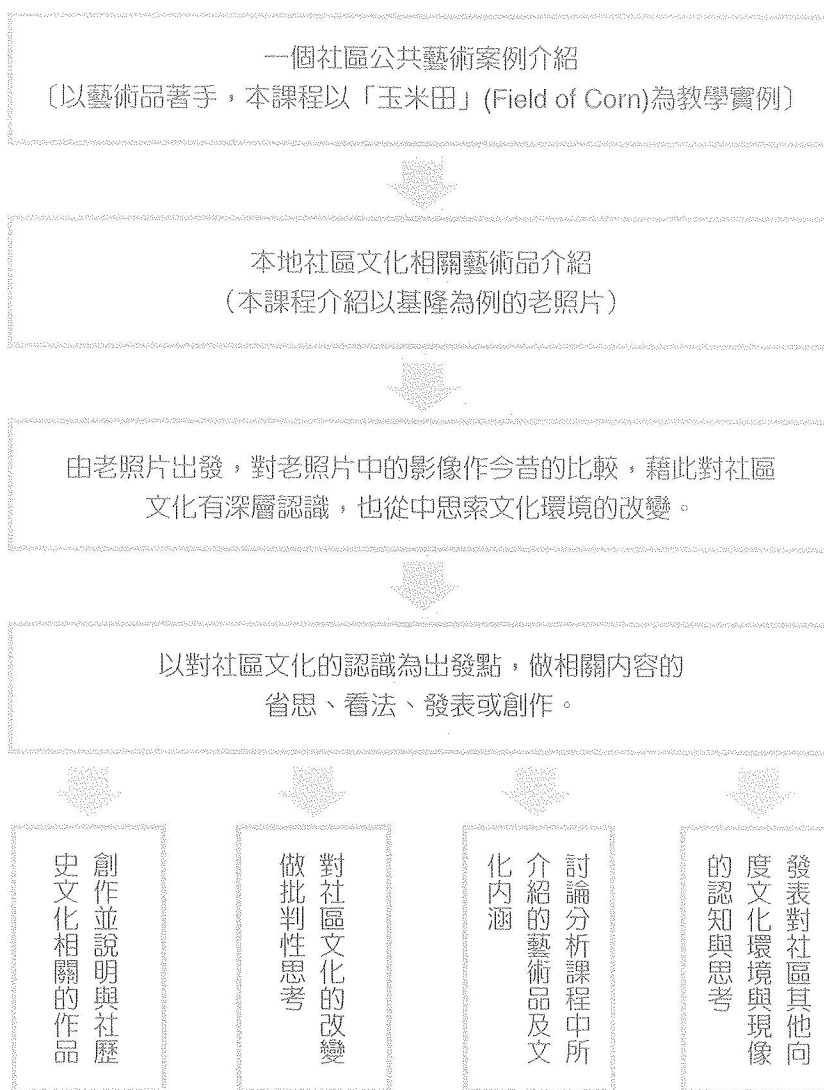 一個社區公共藝術案例介紹
〔以藝術品著手，本課程以「玉米田」(Field of Corn)為教學實例〕
本地社區文化相關藝術品介紹
（本課程介紹以基隆為例的老照片）
由老照片出發，對老照片中的影像作今昔的比較，藉此對社區
文化有深層認識，也從中思索文化環境的改變。
以對社區文化的認識為出發點，做相關內容的
省思、看法、發表或創作。
發表對社區其他向
度文化環境與現像
的認知與思考
討論分析課程中所
介紹的藝術品及文
化內涵
對社區文化的改變
做批判性思考
創作並說明與社歷
史文化相關的作品